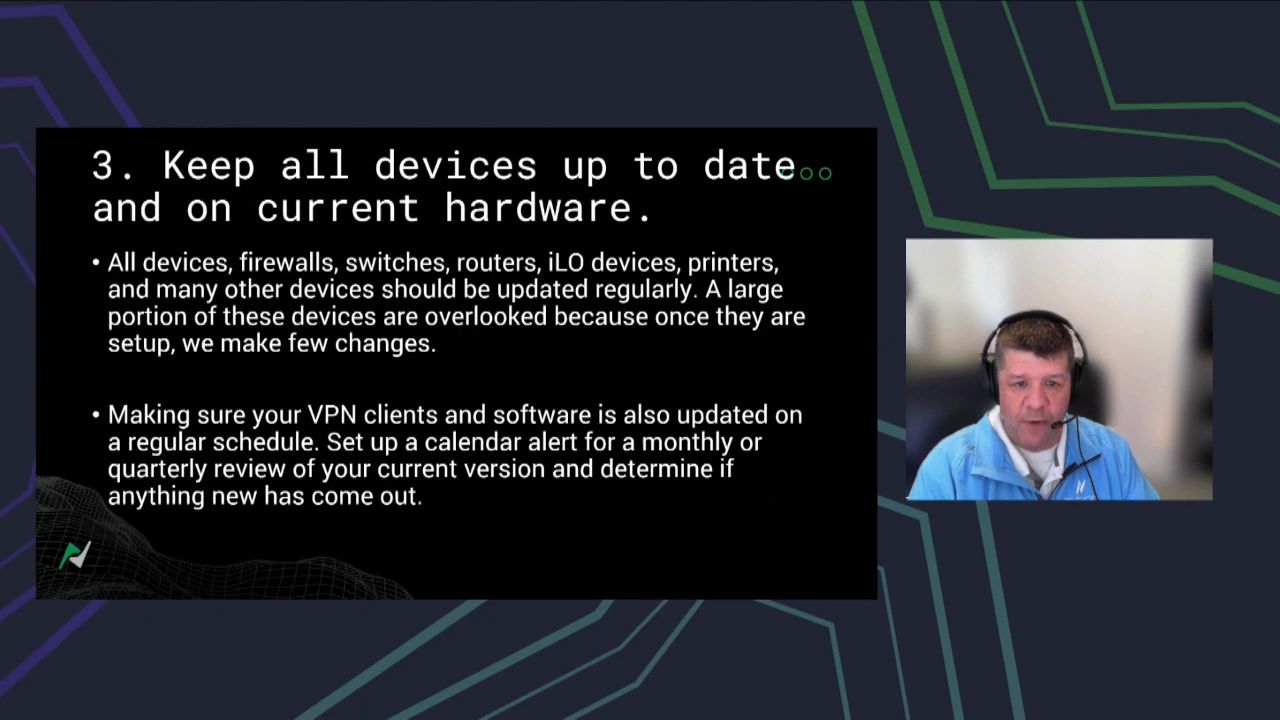 3. Keep all devices up to date..
and on current hardware.
• All devices, firewalls, switches, routers, iLO devices, printers,
and many other devices should be updated regularly. A large
portion of these devices are overlooked because once they are
setup, we make few changes.
• Making sure your VPN clients and software is also updated on
a regular schedule. Set up a calendar alert for a monthly or
quarterly review of your current version and determine if
anything new has come out.